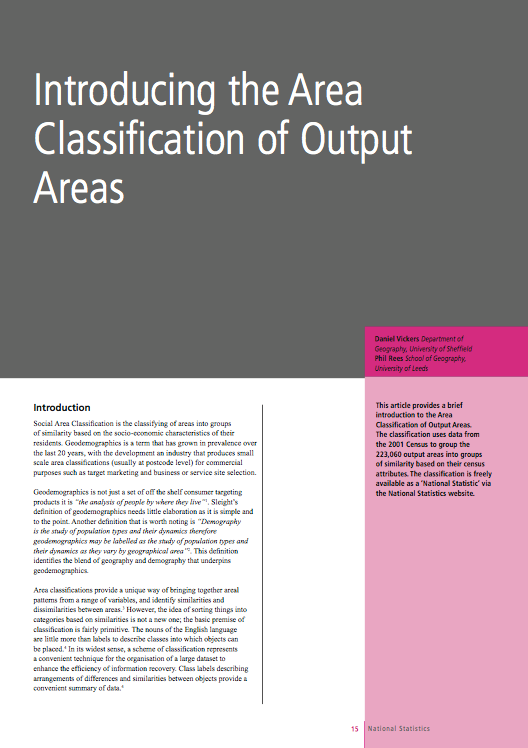 Introducing the Area
Classification of Output
Areas
Daniel Vickers Department of
Geography, University of Sheffield
Phil Rees School of Geography,
University of Leeds
Introduction
Social Area Classification is the classifying of areas into groups
of similarity based on the socio-economic characteristics of their
residents. Geodemographics is a term that has grown in prevalence over
the last 20 years, with the development an industry that produces small
scale area classifications (usually at postcode level) for commercial
purposes such as target marketing and business or service site selection.
Geodemographics is not just a set of off the shelf consumer targeting
products it is "the analysis of people by where they live"¹. Sleight's
definition of geodemographics needs little elaboration as it is simple and
to the point. Another definition that is worth noting is "Demography
is the study of population types and their dynamics therefore
geodemographics may be labelled as the study of population types and
their dynamics as they vary by geographical area"². This definition
identifies the blend of geography and demography that underpins
geodemographics.
Area classifications provide a unique way of bringing together areal
patterns from a range of variables, and identify similarities and
dissimilarities between areas.³ However, the idea of sorting things into
categories based on similarities is not a new one; the basic premise of
classification is fairly primitive. The nouns of the English language
are little more than labels to describe classes into which objects can
be placed.⁴ In its widest sense, a scheme of classification represents
a convenient technique for the organisation of a large dataset to
enhance the efficiency of information recovery. Class labels describing
arrangements of differences and similarities between objects provide a
convenient summary of data.⁴
This article provides a brief
introduction to the Area
Classification of Output Areas.
The classification uses data from
the 2001 Census to group the
223,060 output areas into groups
of similarity based on their census
attributes. The classification is freely
available as a 'National Statistic' via
the National Statistics website.
15 National Statistics